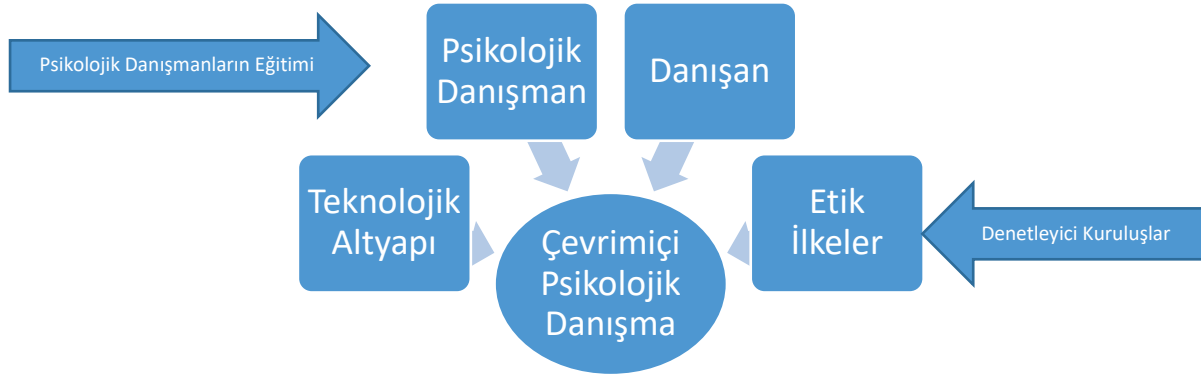 Psikolojik Danışmanların Eğitimi
Psikolojik
Danışman
Danışan
Teknolojik
Altyapı
Etik
İlkeler
Denetleyici Kuruluşlar
Çevrimiçi
Psikolojik
Danışma